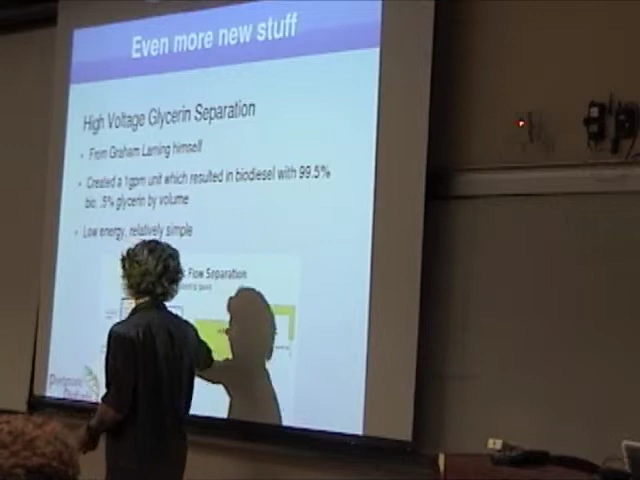 Even more new stuff
High Voltage Glycerin Separation
• From Graham Laming himself
• Created a 1gpm unit which resulted in biodiesel with 99.5%
bio, .5% glycerin by volume
• Low energy, relatively simple
Flow Separation